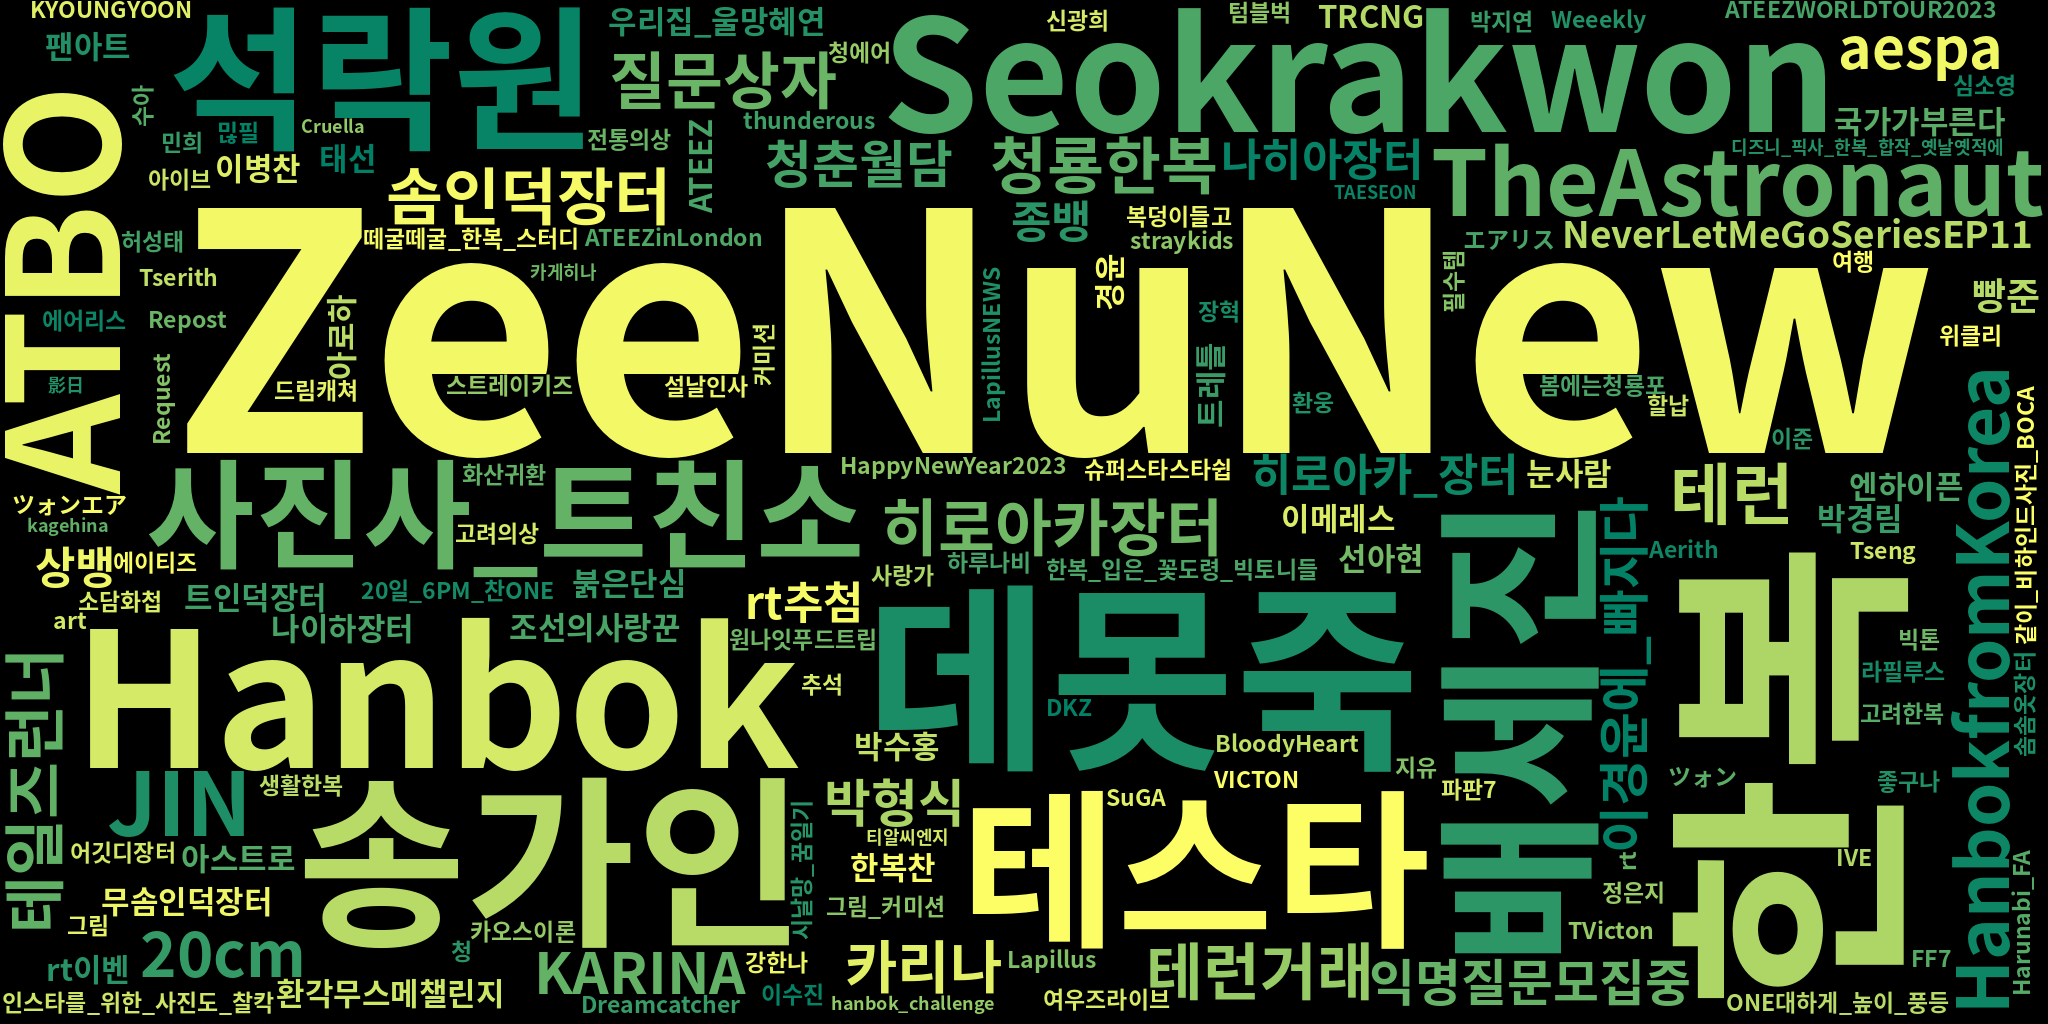 KYOUNGYOON
팬아트
석락원
우리집_울망혜연
질문상자
청에어
Seokrakwon
신광희
텀블벅
TRCNG
박지연
Weeekly
ATEEZWORLDTOUR2023
aespa
심소영
국가가부른다
디즈니_픽사_한복_합작_옛날옛적에
수아
민희
밚필
Cruella
태선
이병찬
아이브
전통의상
thunderous
ATEEZ
청춘월담
청룡한복
나히아장터
TAESEON
TheAstronaut
ATBO
솜인덕장터
종뱅
복덩이들고
straykids
에アリス
NeverLetMeGoSeriesEP11
허성태
떼굴떼굴_한복_스터디
ATEEZinLondon
Tserith
카게히나
여행
ZeeNuNew
경윤
필수템
빵준
에어리스
Repost
아로하
LapillusNEWS
장혁
위클리
影日
Request
드림캐쳐
스트레이키즈
설날인사
커미션
트레틀
환웅
봄에는청룡포
할납
이준
사진사_트친소
화산귀환
HappyNewYear2023
슈퍼스타스타쉽
히로아카_장터
눈사람
테런
엔하이픈
HanbokfromKorea
같이_비하인드사진_BOCA
ツォンエア
kagehina
고려의상
히로아카장터
이메레스
박경림
상뱅
에이티즈
하루나비
선아현
Aerith
Tseng
소담화첩
트인덕장터
20일_6PM_찬ONE
붉은단심
사랑가
한복_입은_꽃도령_빅토니들
art
나이하장터
조선의사랑꾼
rt추첨
원나잇푸드트립
데못죽
배세진
이경윤에_빠지다
한복
빅톤
Hanbok
추석
DKZ
라필루스
솜솜옷장터
고려한복
테일즈런너
박수홍
BloodyHeart
지유
ツォン
좋구나
JIN
생활한복
송가인
시날망_꿈일기
박형식
SuGA
VICTON
파판7
테스타
어깃디장터
아스트로
티알씨엔지
한복찬
rt
IVE
무솜인덕장터
그림_커미션
정은지
Harunabi_FA
그림
카오스이론
TVicton
rt이벤
20cm
청
KARINA
강한나
카리나
Lapillus
테런거래
익명질문모집중
FF7
인스타를_위한_사진도_찰칵
환각무스메챌린지
Dreamcatcher
이수진
hanbok_challenge
여우즈라이브
ONE대하게_높이_풍등